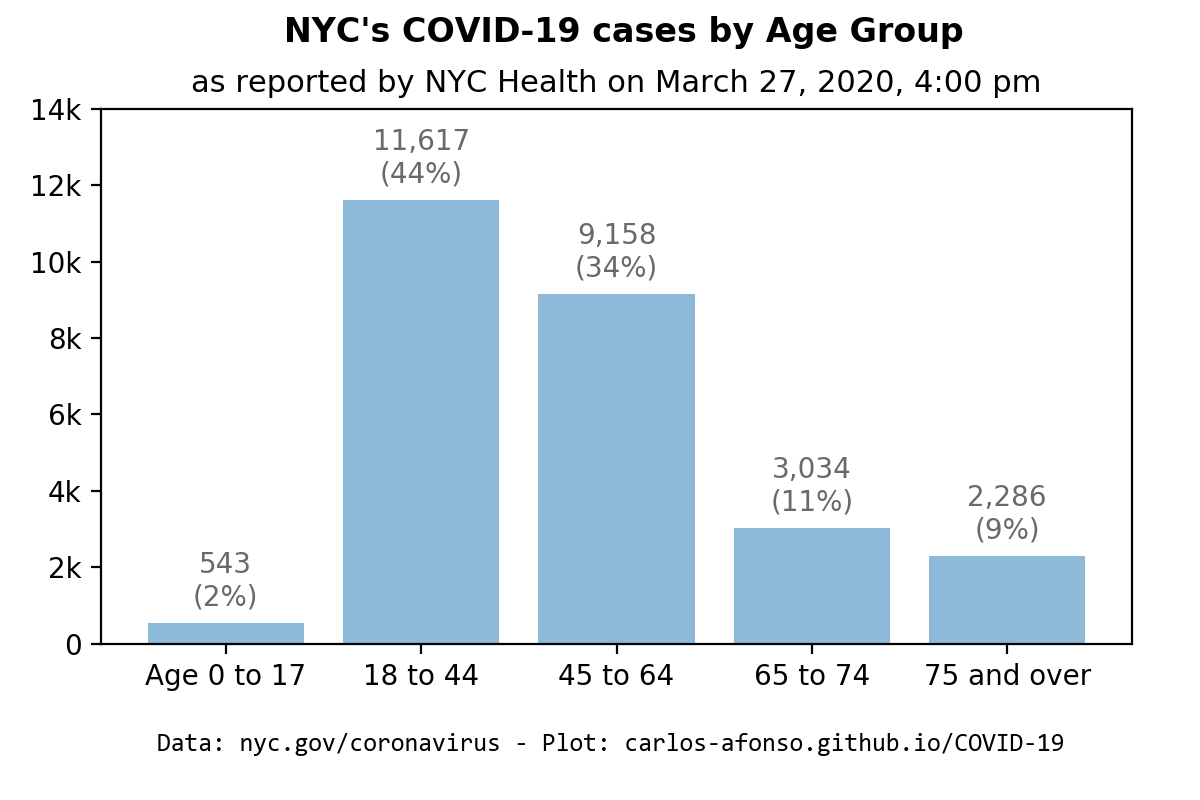 NYC's COVID-19 cases by Age Group
as reported by NYC Health on March 27, 2020, 4:00 pm
14k
12k
10k
8k
6k
4k
2k
0
543
(2%)
11,617
(44%)
9,158
(34%)
3,034
(11%)
2,286
(9%)
Age 0 to 17
18 to 44
45 to 64
65 to 74
75 and over
Data: nyc.gov/coronavirus - Plot: carlos-afonso.github.io/COVID-19